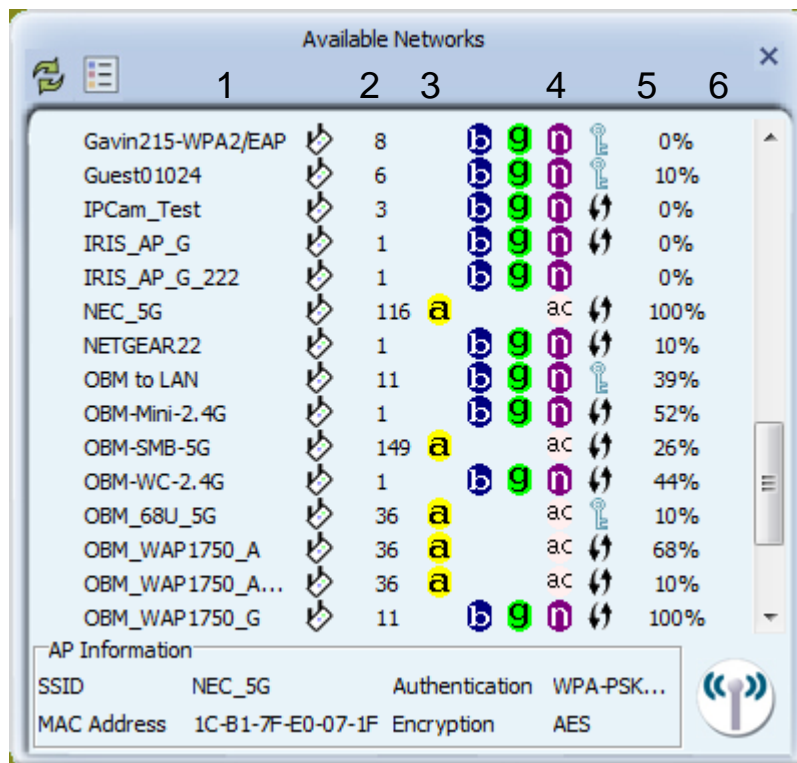 Available Networks
1 2 3 4 5 6
Gavin215-WPA2/EAP 8 b g n 0%
Guest01024 6 b g n 10%
IPCam_Test 3 b g n 0%
IRIS_AP_G 1 b g n 0%
IRIS_AP_G_222 1 b g n 0%
NEC_5G 116 a ac 100%
NETGEAR22 1 b g n 10%
OBM to LAN 11 b g n 39%
OBM-Mini-2.4G 1 b g n 52%
OBM-SMB-5G 149 a ac 26%
OBM-WC-2.4G 1 b g n 44%
OBM_68U_5G 36 a ac 10%
OBM_WAP1750_A 36 a ac 68%
OBM_WAP1750_A... 36 a ac 10%
OBM_WAP1750_G 11 b g n 100%
AP Information
SSID NEC_5G Authentication WPA-PSK...
MAC Address 1C-B1-7F-E0-07-1F Encryption AES